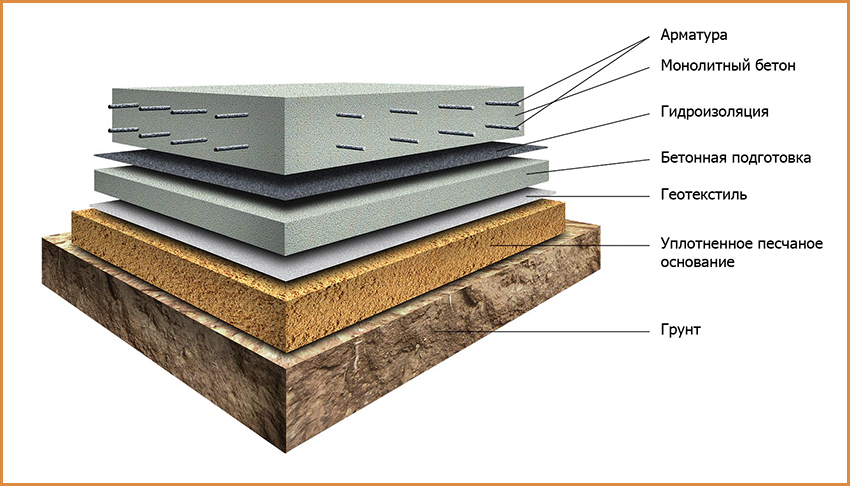 Арматура
Монолитный бетон
Гидроизоляция
Бетонная подготовка
Геотекстиль
Уплотненное песчаное
основание
Грунт